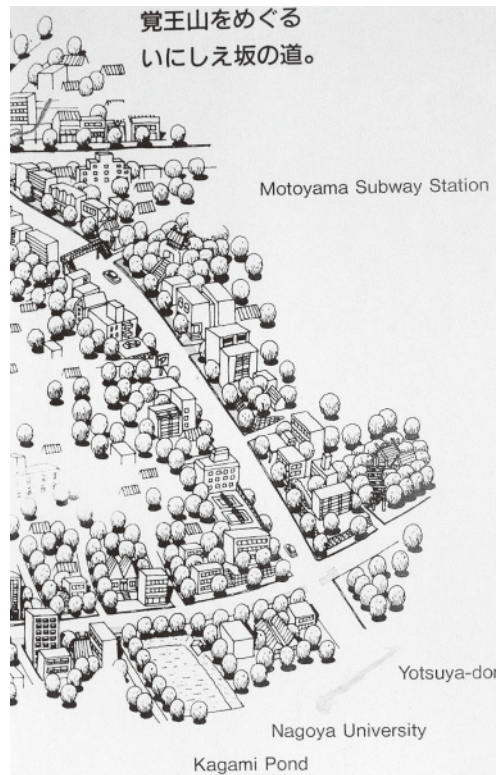 覚王山をめぐる
いにしえ坂の道。
Motoyama Subway Station
Yotsuya-dor
Nagoya University
Kagami Pond